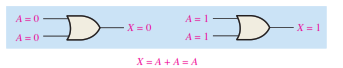 A = 0
A = 0
X = 0
A = 1
A = 1
X = 1
X = A + A = A